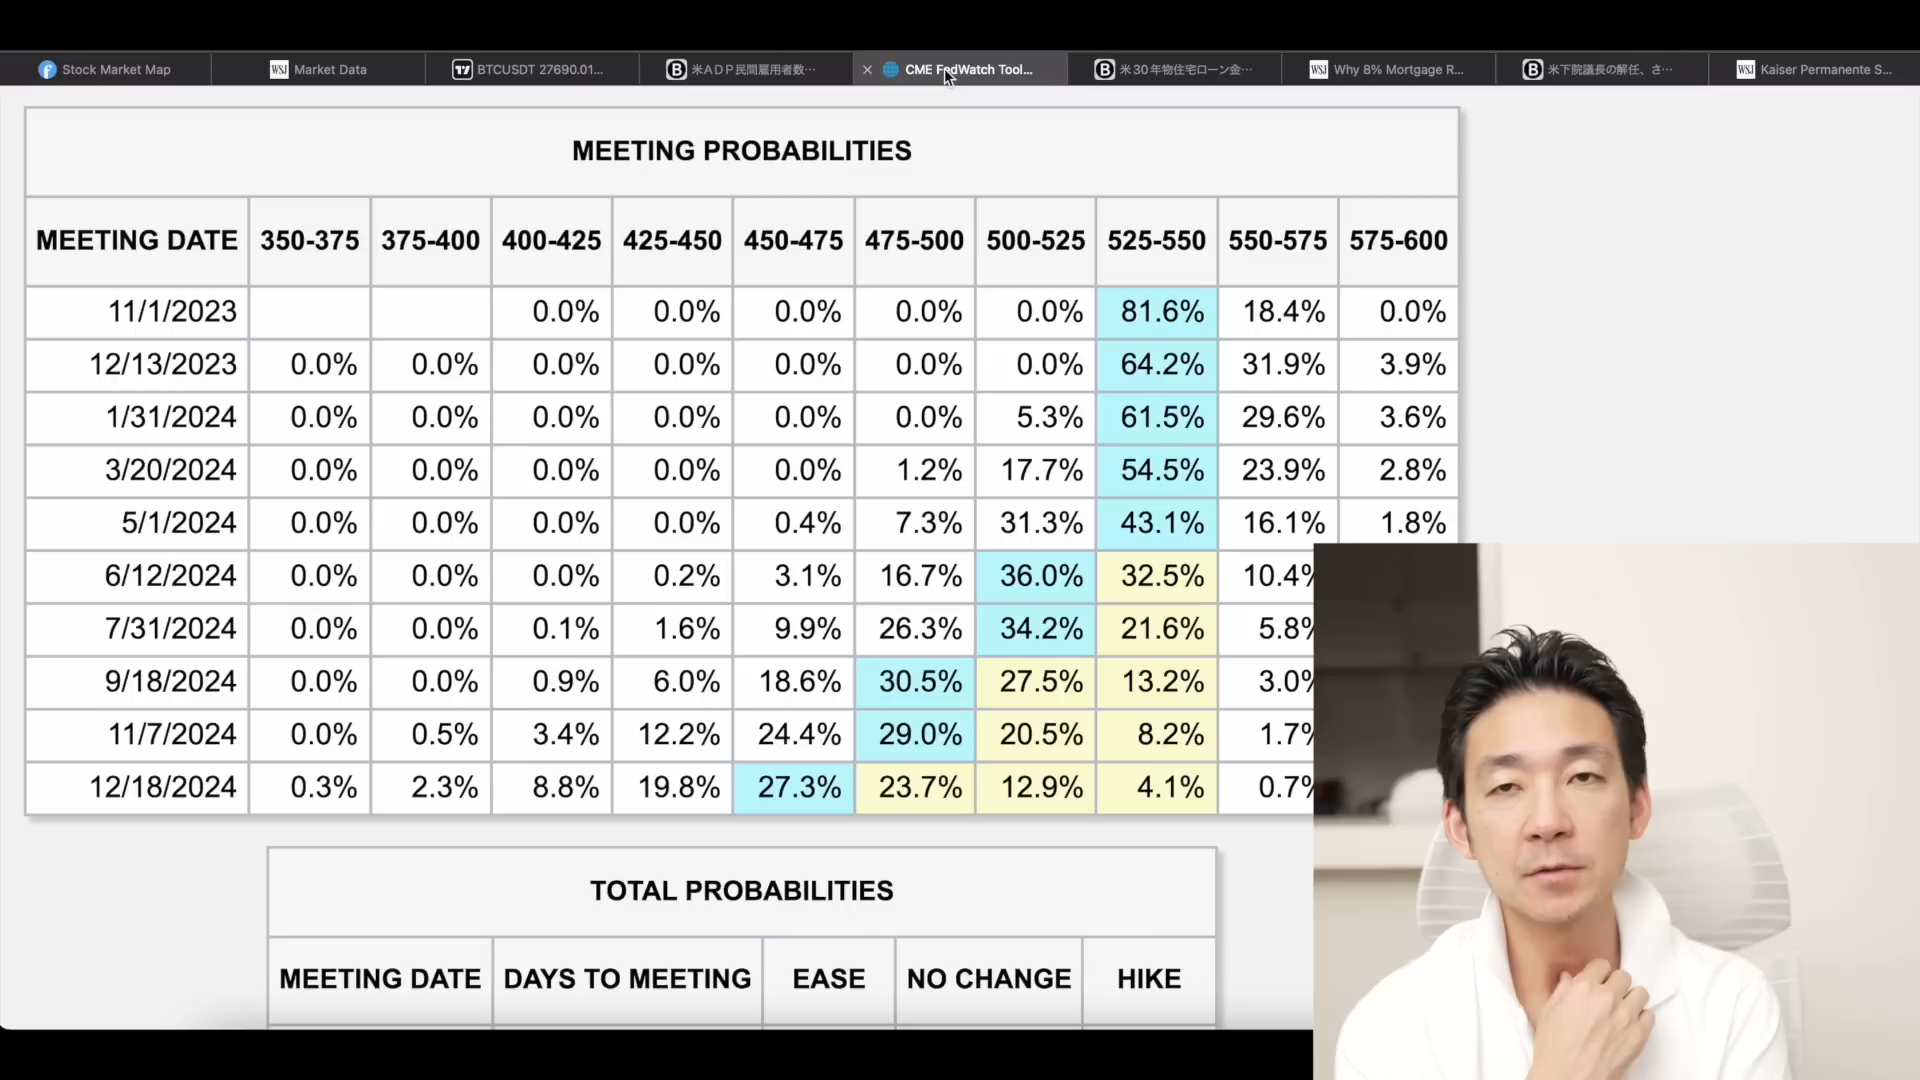 Stock Market Map
WSJ Market Data
BTCUSDT 27690.01...
B 米ADP民間雇用者数…
CME FedWatch Tool...
B 米30年物住宅ローン金…
WSJ Why 8% Mortgage R...
B 米下院議長の解任、さ…
WSJ Kaiser Permanente S...
MEETING PROBABILITIES
MEETING DATE 350-375 375-400 400-425 425-450 450-475 475-500 500-525 525-550 550-575 575-600
11/1/2023 0.0% 0.0% 0.0% 0.0% 0.0% 81.6% 18.4% 0.0%
12/13/2023 0.0% 0.0% 0.0% 0.0% 0.0% 0.0% 0.0% 64.2% 31.9% 3.9%
1/31/2024 0.0% 0.0% 0.0% 0.0% 0.0% 0.0% 5.3% 61.5% 29.6% 3.6%
3/20/2024 0.0% 0.0% 0.0% 0.0% 0.0% 1.2% 17.7% 54.5% 23.9% 2.8%
5/1/2024 0.0% 0.0% 0.0% 0.0% 0.4% 7.3% 31.3% 43.1% 16.1% 1.8%
6/12/2024 0.0% 0.0% 0.0% 0.2% 3.1% 16.7% 36.0% 32.5% 10.4%
7/31/2024 0.0% 0.0% 0.1% 1.6% 9.9% 26.3% 34.2% 21.6% 5.8%
9/18/2024 0.0% 0.0% 0.9% 6.0% 18.6% 30.5% 27.5% 13.2% 3.0%
11/7/2024 0.0% 0.5% 3.4% 12.2% 24.4% 29.0% 20.5% 8.2% 1.7%
12/18/2024 0.3% 2.3% 8.8% 19.8% 27.3% 23.7% 12.9% 4.1% 0.7%
TOTAL PROBABILITIES
MEETING DATE DAYS TO MEETING EASE NO CHANGE HIKE